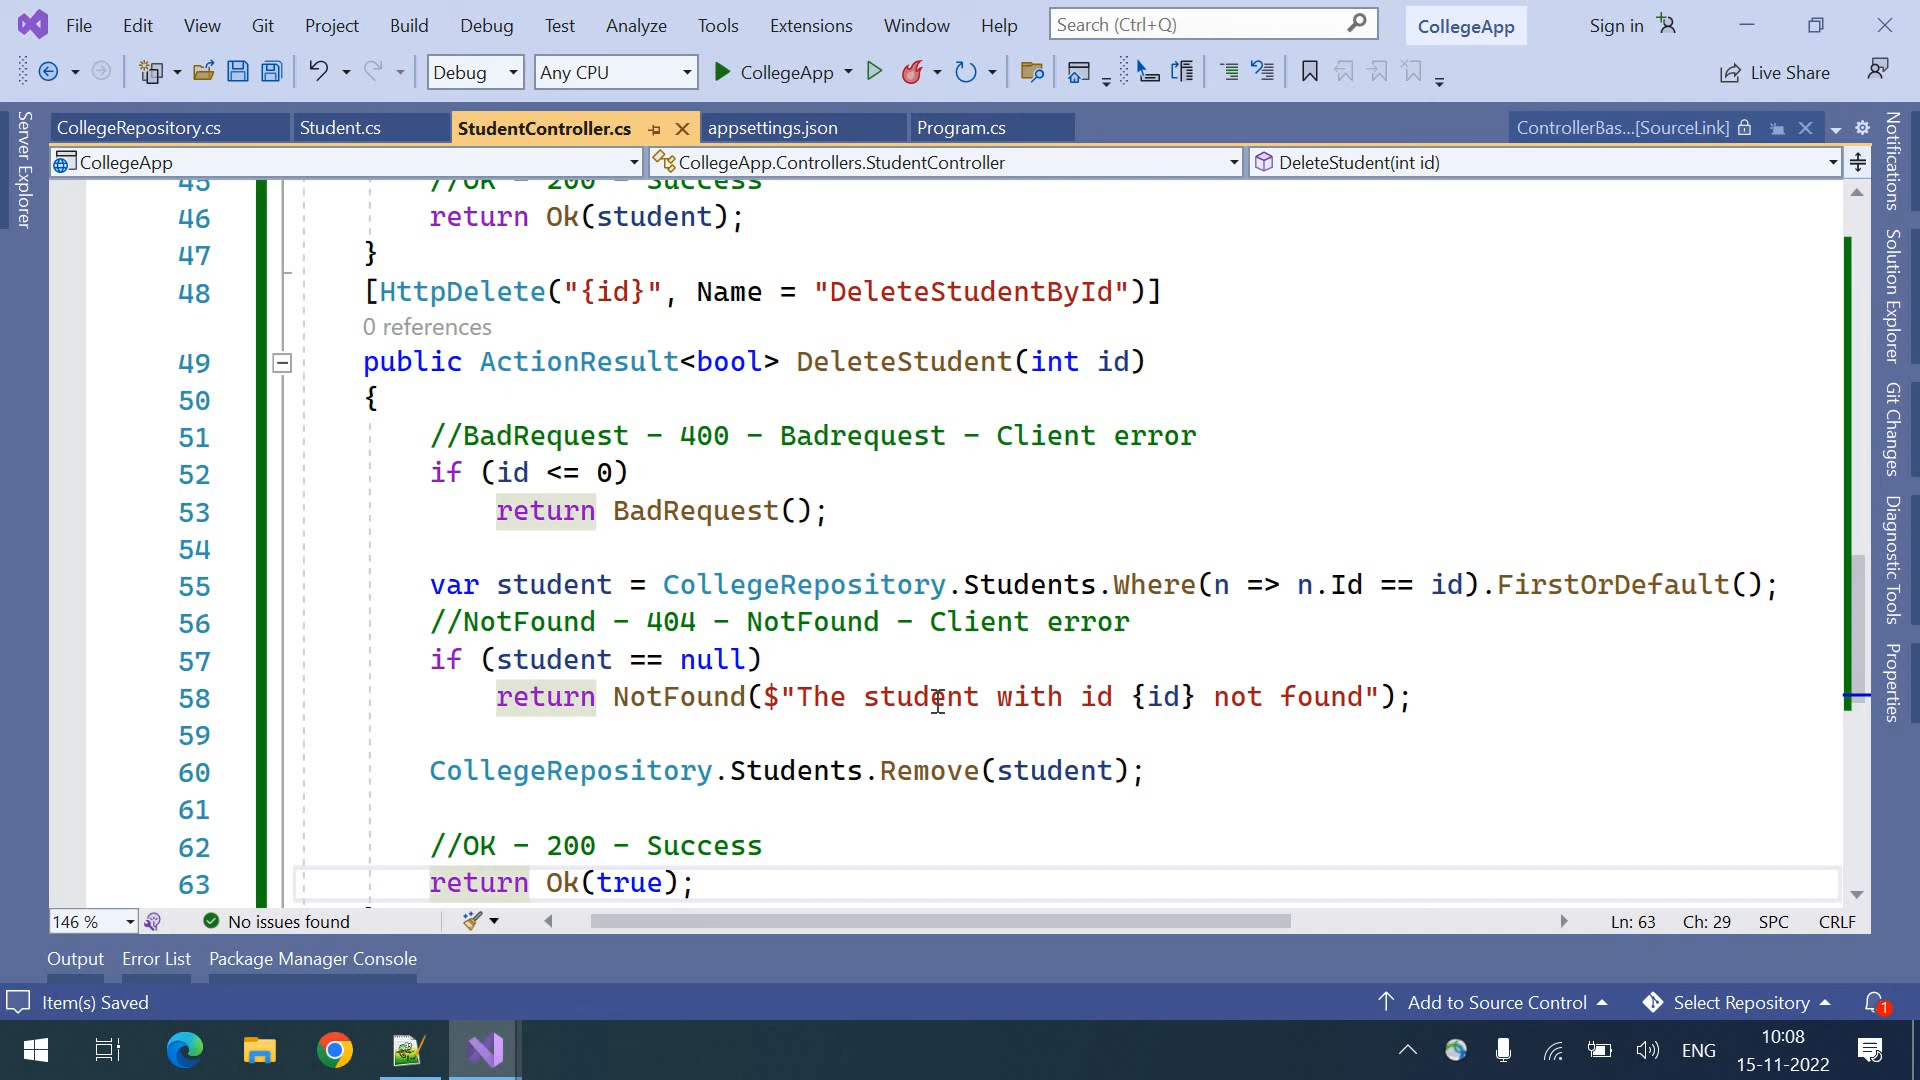 File Edit View Git Project Build Debug Test Analyze Tools Extensions Window Help Search (Ctrl+Q) CollegeApp Sign in
Debug Any CPU CollegeApp Live Share
CollegeRepository.cs Student.cs StudentController.cs appsettings.json Program.cs ControllerBas...[SourceLink]
CollegeApp CollegeApp.Controllers.StudentController DeleteStudent(int id)
Server Explorer
45 //OK - 200 - Success
46 return Ok(student);
47 }
48 [HttpDelete("{id}", Name = "DeleteStudentById")]
0 references
49 public ActionResult<bool> DeleteStudent(int id)
50 {
51 //BadRequest - 400 - Badrequest - Client error
52 if (id <= 0)
53 return BadRequest();
54
55 var student = CollegeRepository.Students.Where(n => n.Id == id).FirstOrDefault();
56 //NotFound - 404 - NotFound - Client error
57 if (student == null)
58 return NotFound($"The student with id {id} not found");
59
60 CollegeRepository.Students.Remove(student);
61
62 //OK - 200 - Success
63 return Ok(true);
Notifications
Solution Explorer
Git Changes
Diagnostic Tools
Properties
146 % No issues found Ln: 63 Ch: 29 SPC CRLF
Output Error List Package Manager Console
Item(s) Saved Add to Source Control Select Repository 1
ENG 10:08
15-11-2022